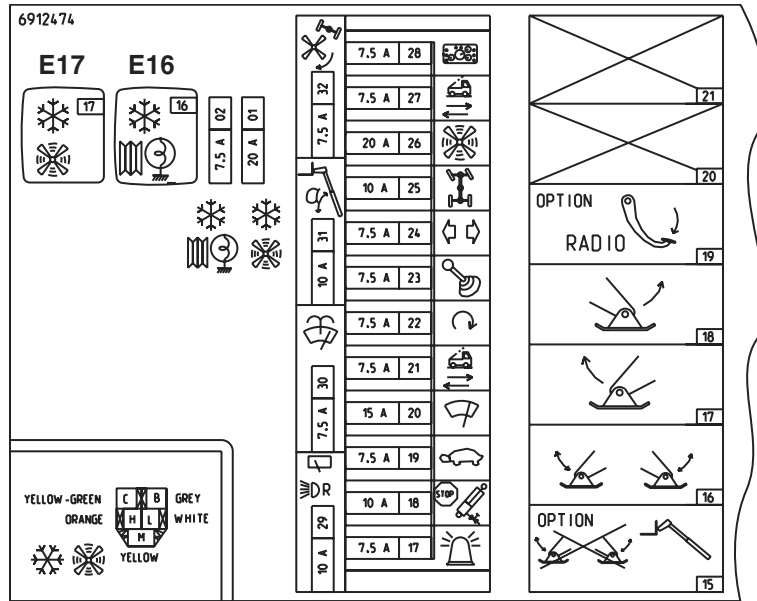 6912474
E17 E16
17
16
7.5 A 02
20 A 01
7.5 A 32
10 A 31
7.5 A 30
10 A 29
DR
7.5 A 28
7.5 A 27
20 A 26
10 A 25
7.5 A 24
7.5 A 23
7.5 A 22
7.5 A 21
15 A 20
7.5 A 19
10 A 18
STOP
7.5 A 17
21
20
OPTION
RADIO
19
18
17
16
OPTION
15
YELLOW-GREEN C B GREY
ORANGE H L WHITE
M
YELLOW